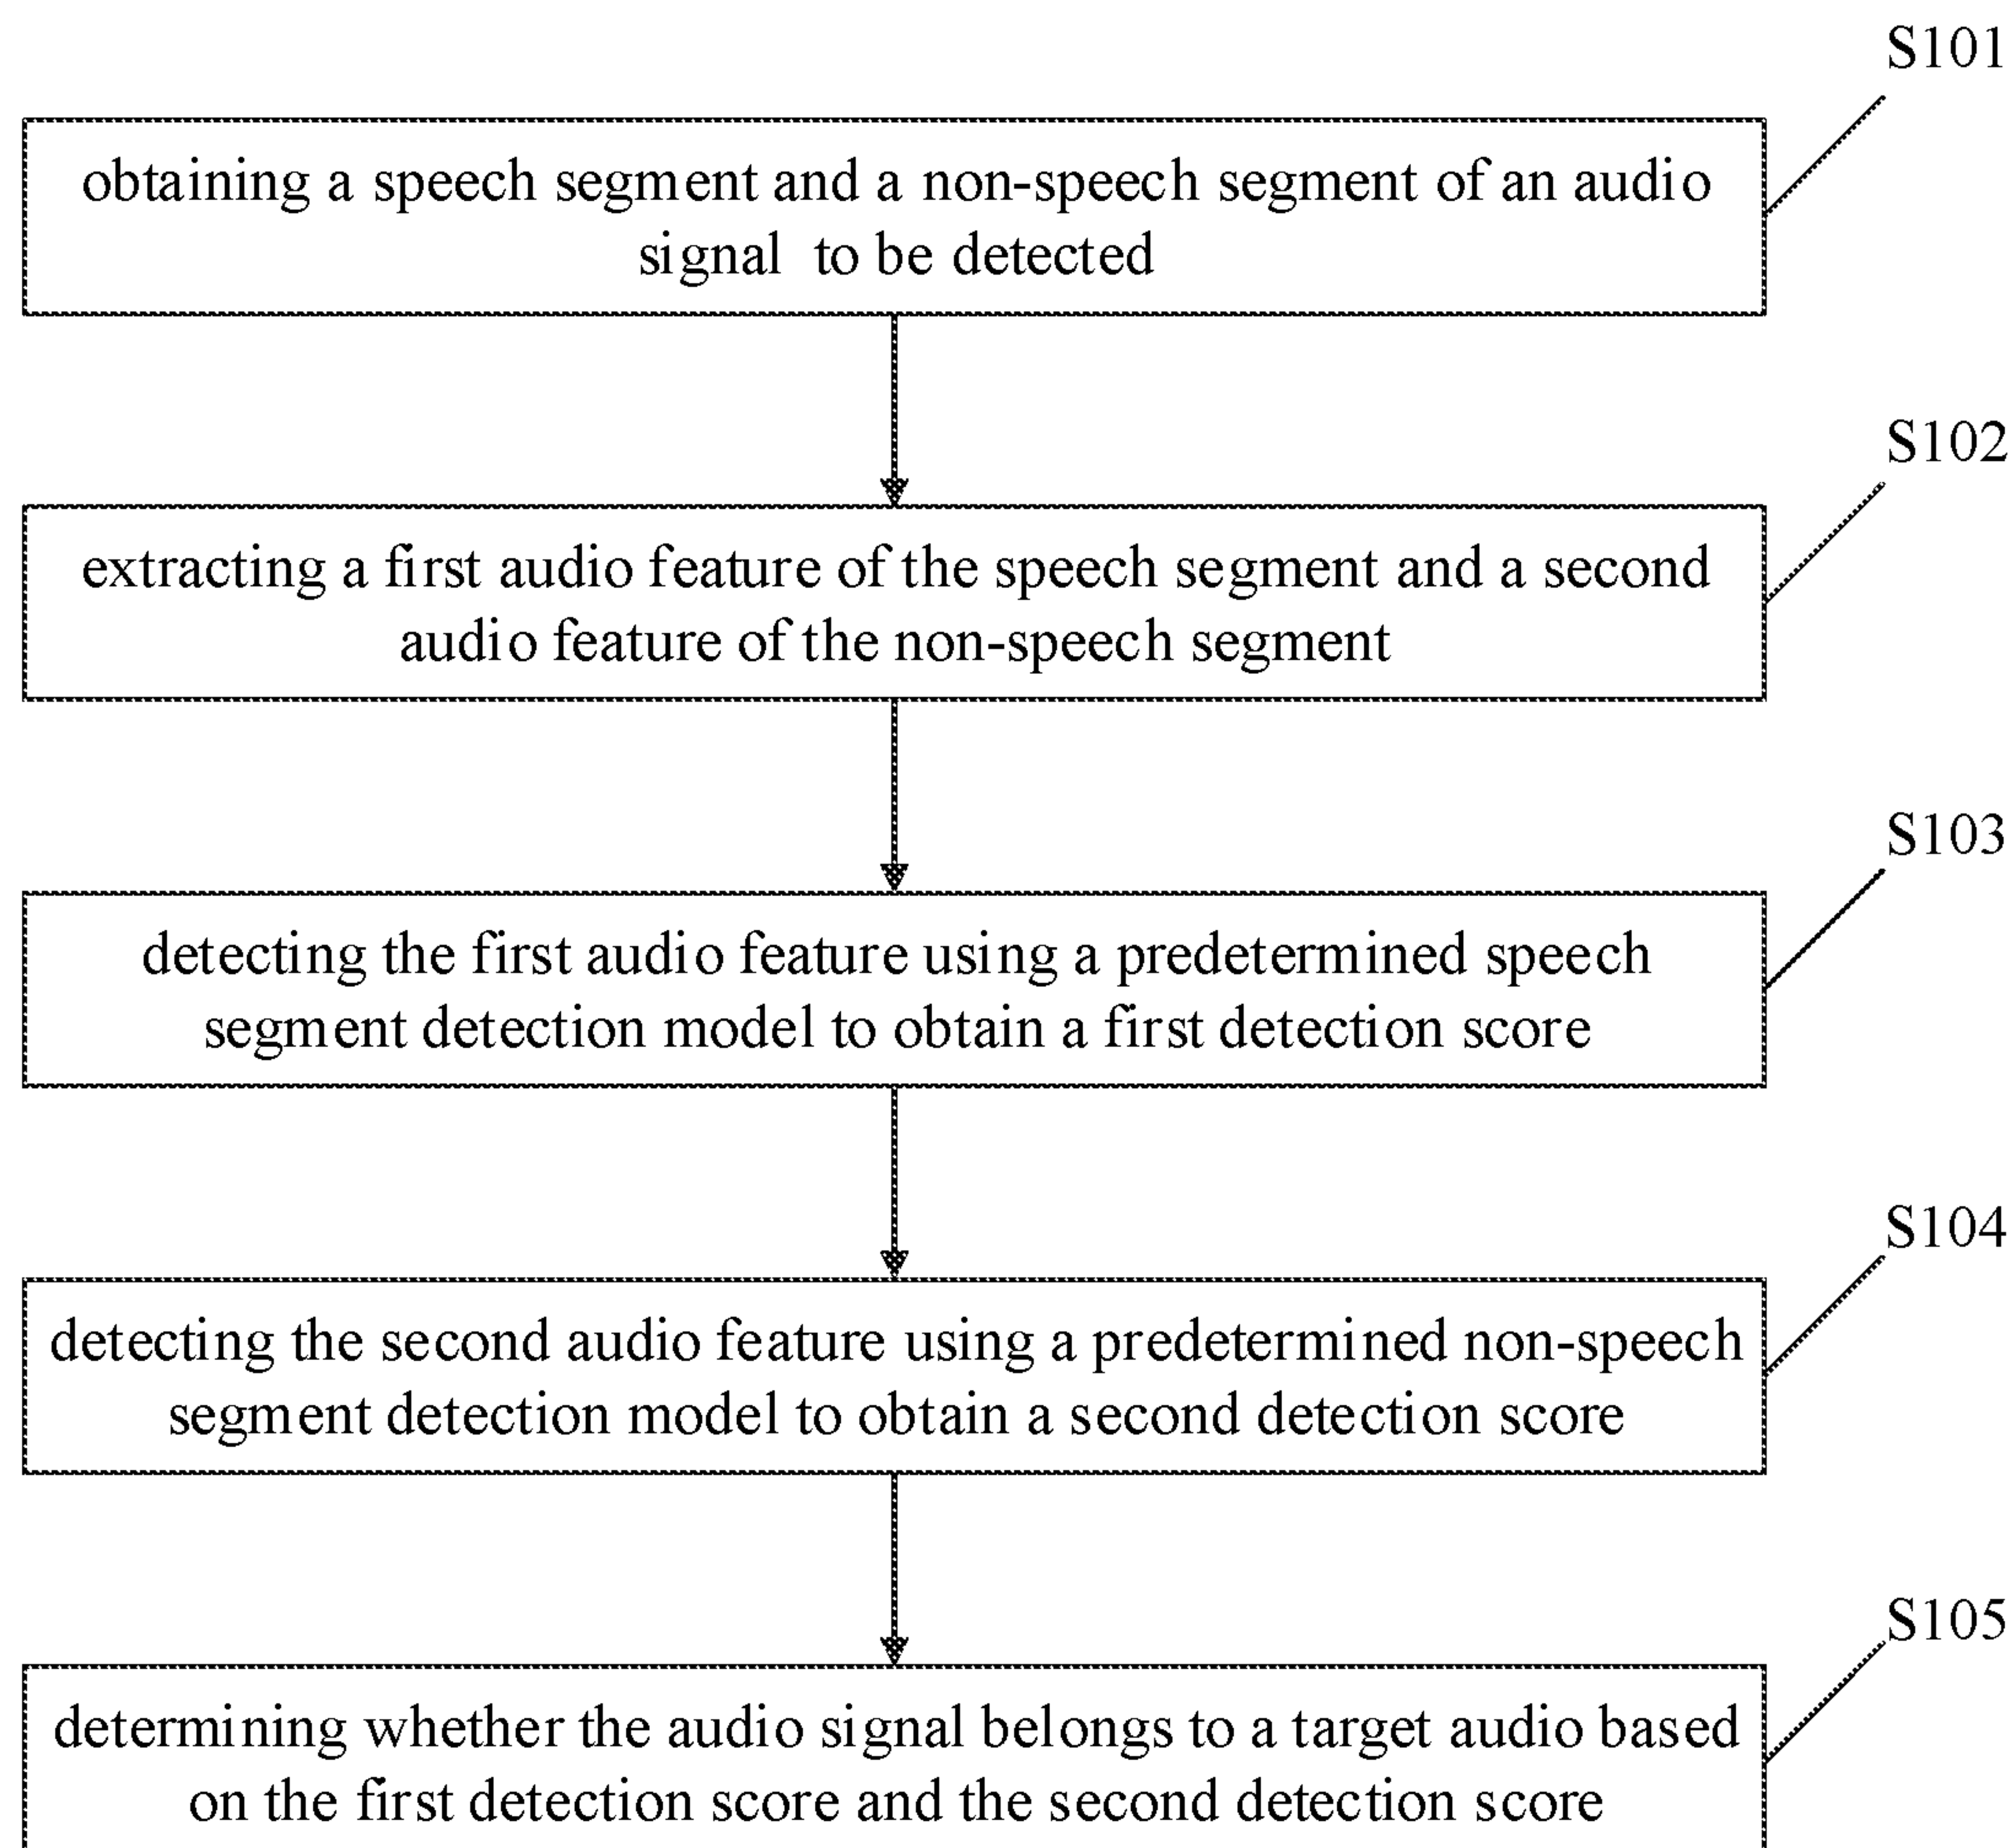 S101
obtaining a speech segment and a non-speech segment of an audio
signal to be detected
S102
extracting a first audio feature of the speech segment and a second
audio feature of the non-speech segment
S103
detecting the first audio feature using a predetermined speech
segment detection model to obtain a first detection score
S104
detecting the second audio feature using a predetermined non-speech
segment detection model to obtain a second detection score
S105
determining whether the audio signal belongs to a target audio based
on the first detection score and the second detection score